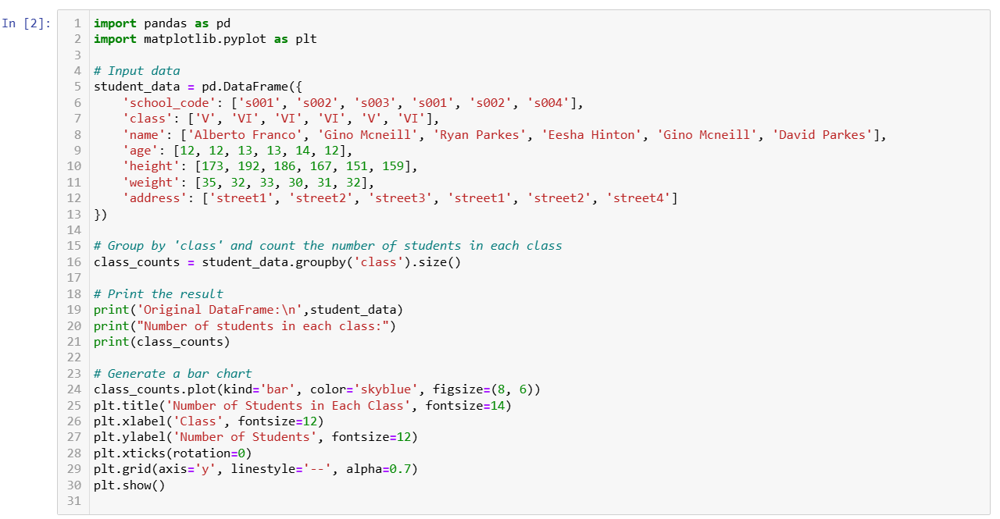 In [2]:
1 import pandas as pd
2 import matplotlib.pyplot as plt
3
4 # Input data
5 student_data = pd.DataFrame({
6     'school_code': ['s001', 's002', 's003', 's001', 's002', 's004'],
7     'class': ['V', 'VI', 'VI', 'VI', 'V', 'VI'],
8     'name': ['Alberto Franco', 'Gino Mcneill', 'Ryan Parkes', 'Eesha Hinton', 'Gino Mcneill', 'David Parkes'],
9     'age': [12, 12, 13, 13, 14, 12],
10     'height': [173, 192, 186, 167, 151, 159],
11     'weight': [35, 32, 33, 30, 31, 32],
12     'address': ['street1', 'street2', 'street3', 'street1', 'street2', 'street4']
13 })
14
15 # Group by 'class' and count the number of students in each class
16 class_counts = student_data.groupby('class').size()
17
18 # Print the result
19 print('Original DataFrame:\n',student_data)
20 print("Number of students in each class:")
21 print(class_counts)
22
23 # Generate a bar chart
24 class_counts.plot(kind='bar', color='skyblue', figsize=(8, 6))
25 plt.title('Number of Students in Each Class', fontsize=14)
26 plt.xlabel('Class', fontsize=12)
27 plt.ylabel('Number of Students', fontsize=12)
28 plt.xticks(rotation=0)
29 plt.grid(axis='y', linestyle='--', alpha=0.7)
30 plt.show()
31